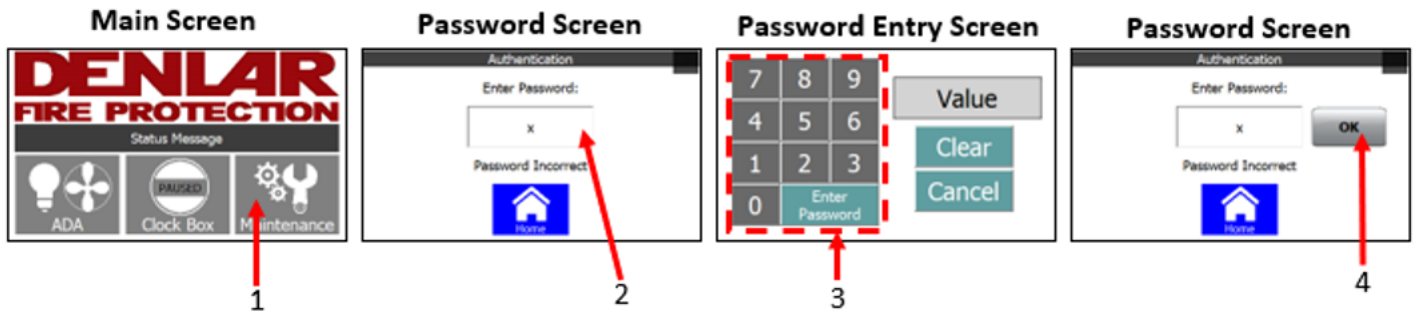 Main Screen
DENLAR
FIRE PROTECTION
Status Message
ADA
PAUSED
Clock Box
Maintenance
1
Password Screen
Authentication
Enter Password:
x
Password Incorrect
Home
2
Password Entry Screen
7 8 9
4 5 6
1 2 3
0 Enter Password
Value
Clear
Cancel
3
Password Screen
Authentication
Enter Password:
x
OK
Password Incorrect
Home
4